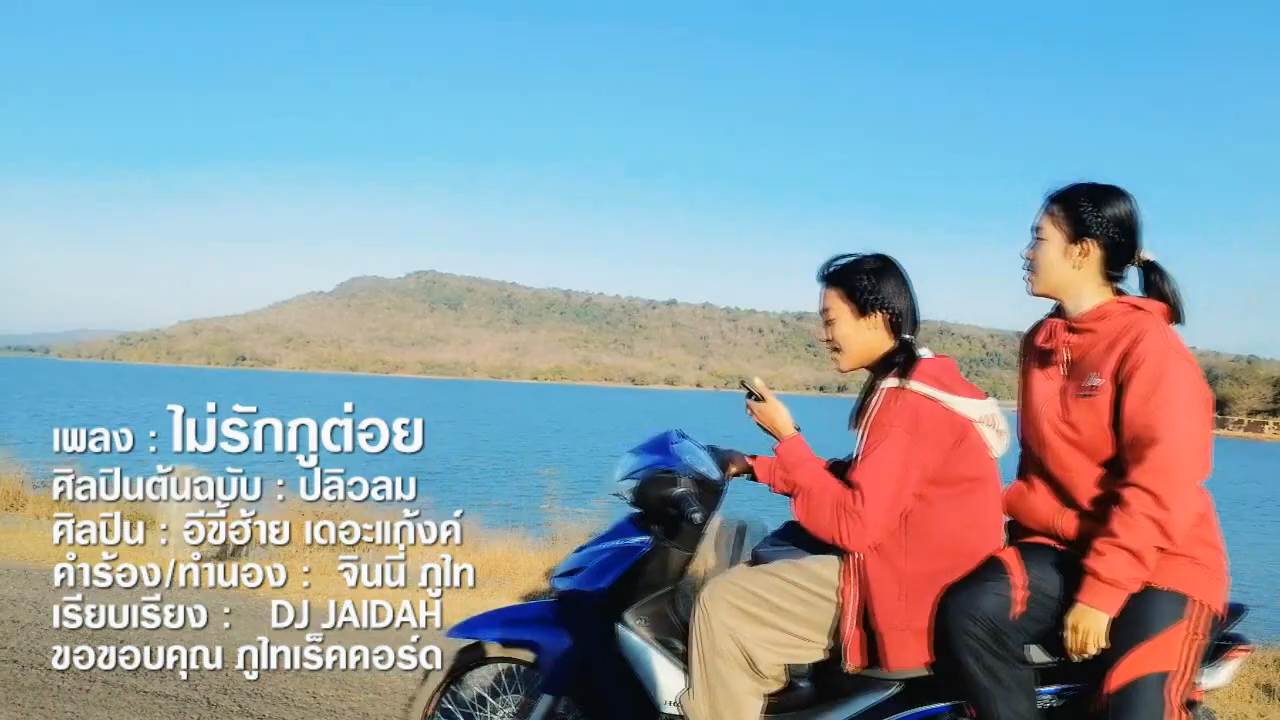 เพลง : ไม่รักกูต่อย
ศิลปินต้นฉบับ : ปลิวลม
ศิลปิน : อีขี้ฮ้าย เดอะแก้งค์
คำร้อง/ทำนอง : จินนี่ ภูไท
เรียบเรียง : DJ JAIDAH
ขอขอบคุณ ภูไทเร็คคอร์ด